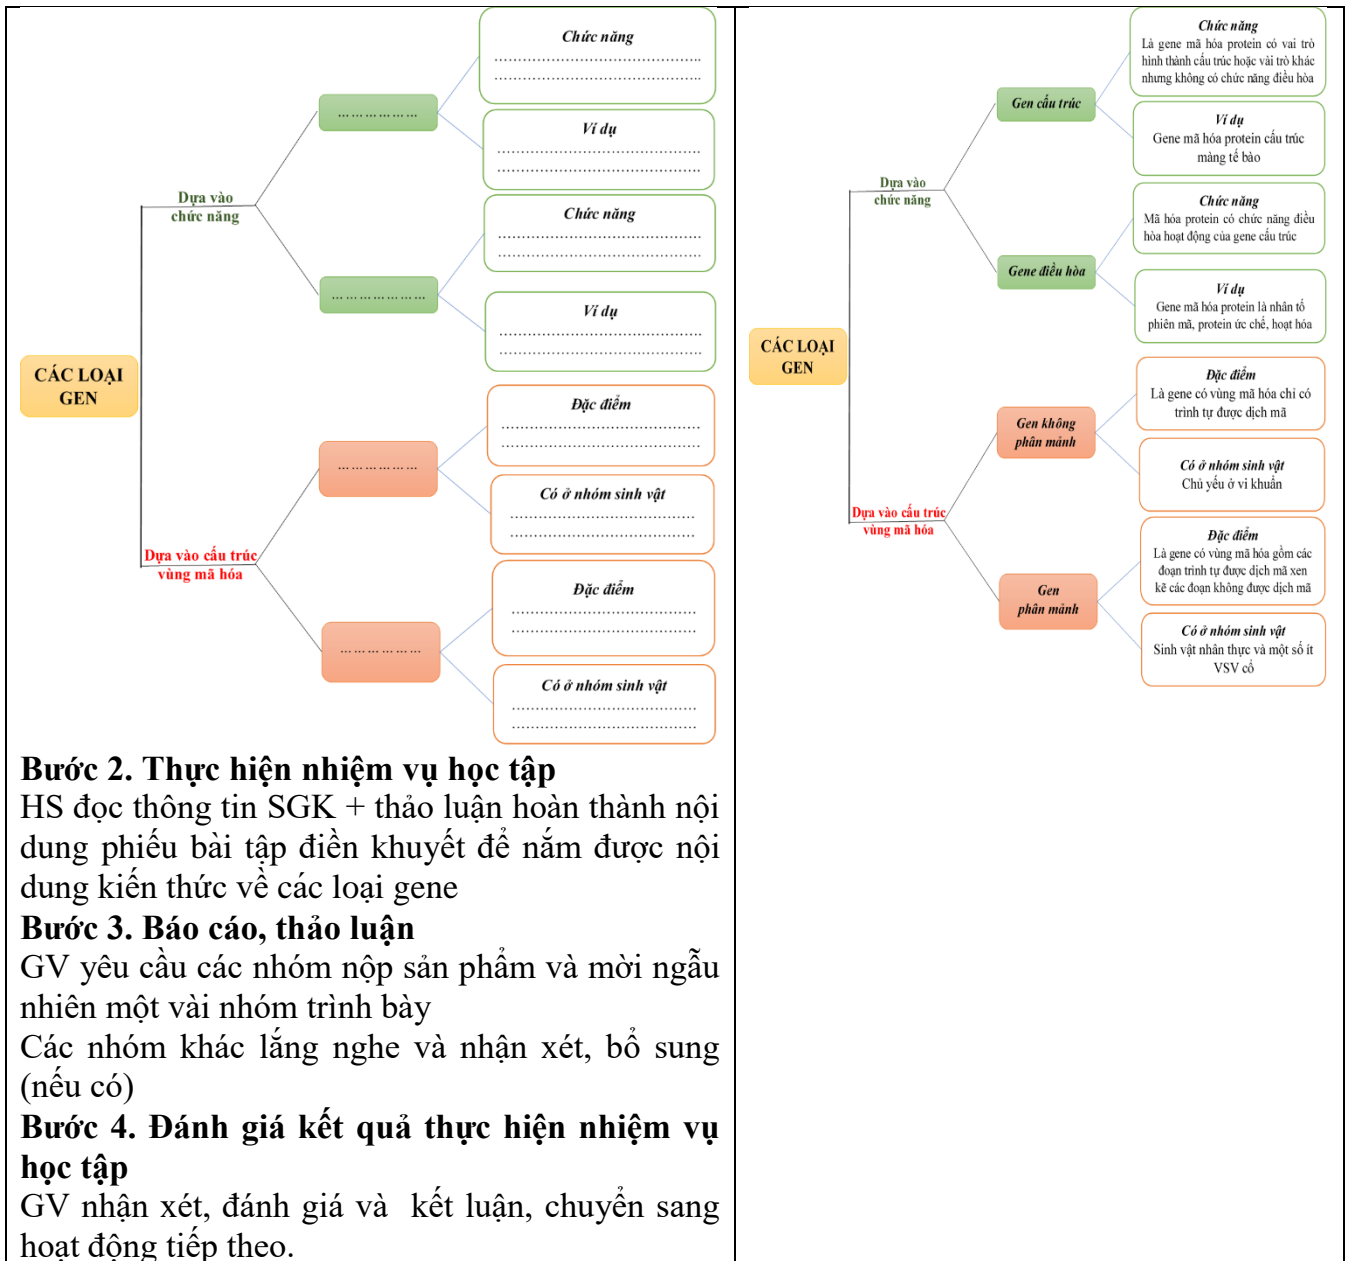 Chức năng
………………………………………..
………………………………………..
………………
Ví dụ
……………………………………….
……………………………………….
Dựa vào
chức năng
Chức năng
……………………………………….
……………………………………….
…………………
Ví dụ
……………………………………….
……………………………………….
CÁC LOẠI
GEN
Đặc điểm
………………………………………
………………………………………
………………
Có ở nhóm sinh vật
……………………………………
……………………………………
Dựa vào cấu trúc
vùng mã hóa
Đặc điểm
……………………………………
……………………………………
………………
Có ở nhóm sinh vật
……………………………………
……………………………………
Bước 2. Thực hiện nhiệm vụ học tập
HS đọc thông tin SGK + thảo luận hoàn thành nội
dung phiếu bài tập điền khuyết để nắm được nội
dung kiến thức về các loại gene
Bước 3. Báo cáo, thảo luận
GV yêu cầu các nhóm nộp sản phẩm và mời ngẫu
nhiên một vài nhóm trình bày
Các nhóm khác lắng nghe và nhận xét, bổ sung
(nếu có)
Bước 4. Đánh giá kết quả thực hiện nhiệm vụ
học tập
GV nhận xét, đánh giá và kết luận, chuyển sang
hoạt động tiếp theo.
Chức năng
Là gene mã hóa protein có vai trò
hình thành cấu trúc hoặc vài trò khác
nhưng không có chức năng điều hòa
Gen cấu trúc
Ví dụ
Gene mã hóa protein cấu trúc
màng tế bào
Dựa vào
chức năng
Chức năng
Mã hóa protein có chức năng điều
hòa hoạt động của gene cấu trúc
Gene điều hòa
Ví dụ
Gene mã hóa protein là nhân tố
phiên mã, protein ức chế, hoạt hóa
CÁC LOẠI
GEN
Đặc điểm
Là gene có vùng mã hóa chỉ có
trình tự được dịch mã
Gen không
phân mảnh
Có ở nhóm sinh vật
Chủ yếu ở vi khuẩn
Dựa vào cấu trúc
vùng mã hóa
Đặc điểm
Là gene có vùng mã hóa gồm các
đoạn trình tự được dịch mã xen
kẽ các đoạn không được dịch mã
Gen
phân mảnh
Có ở nhóm sinh vật
Sinh vật nhân thực và một số ít
VSV cổ